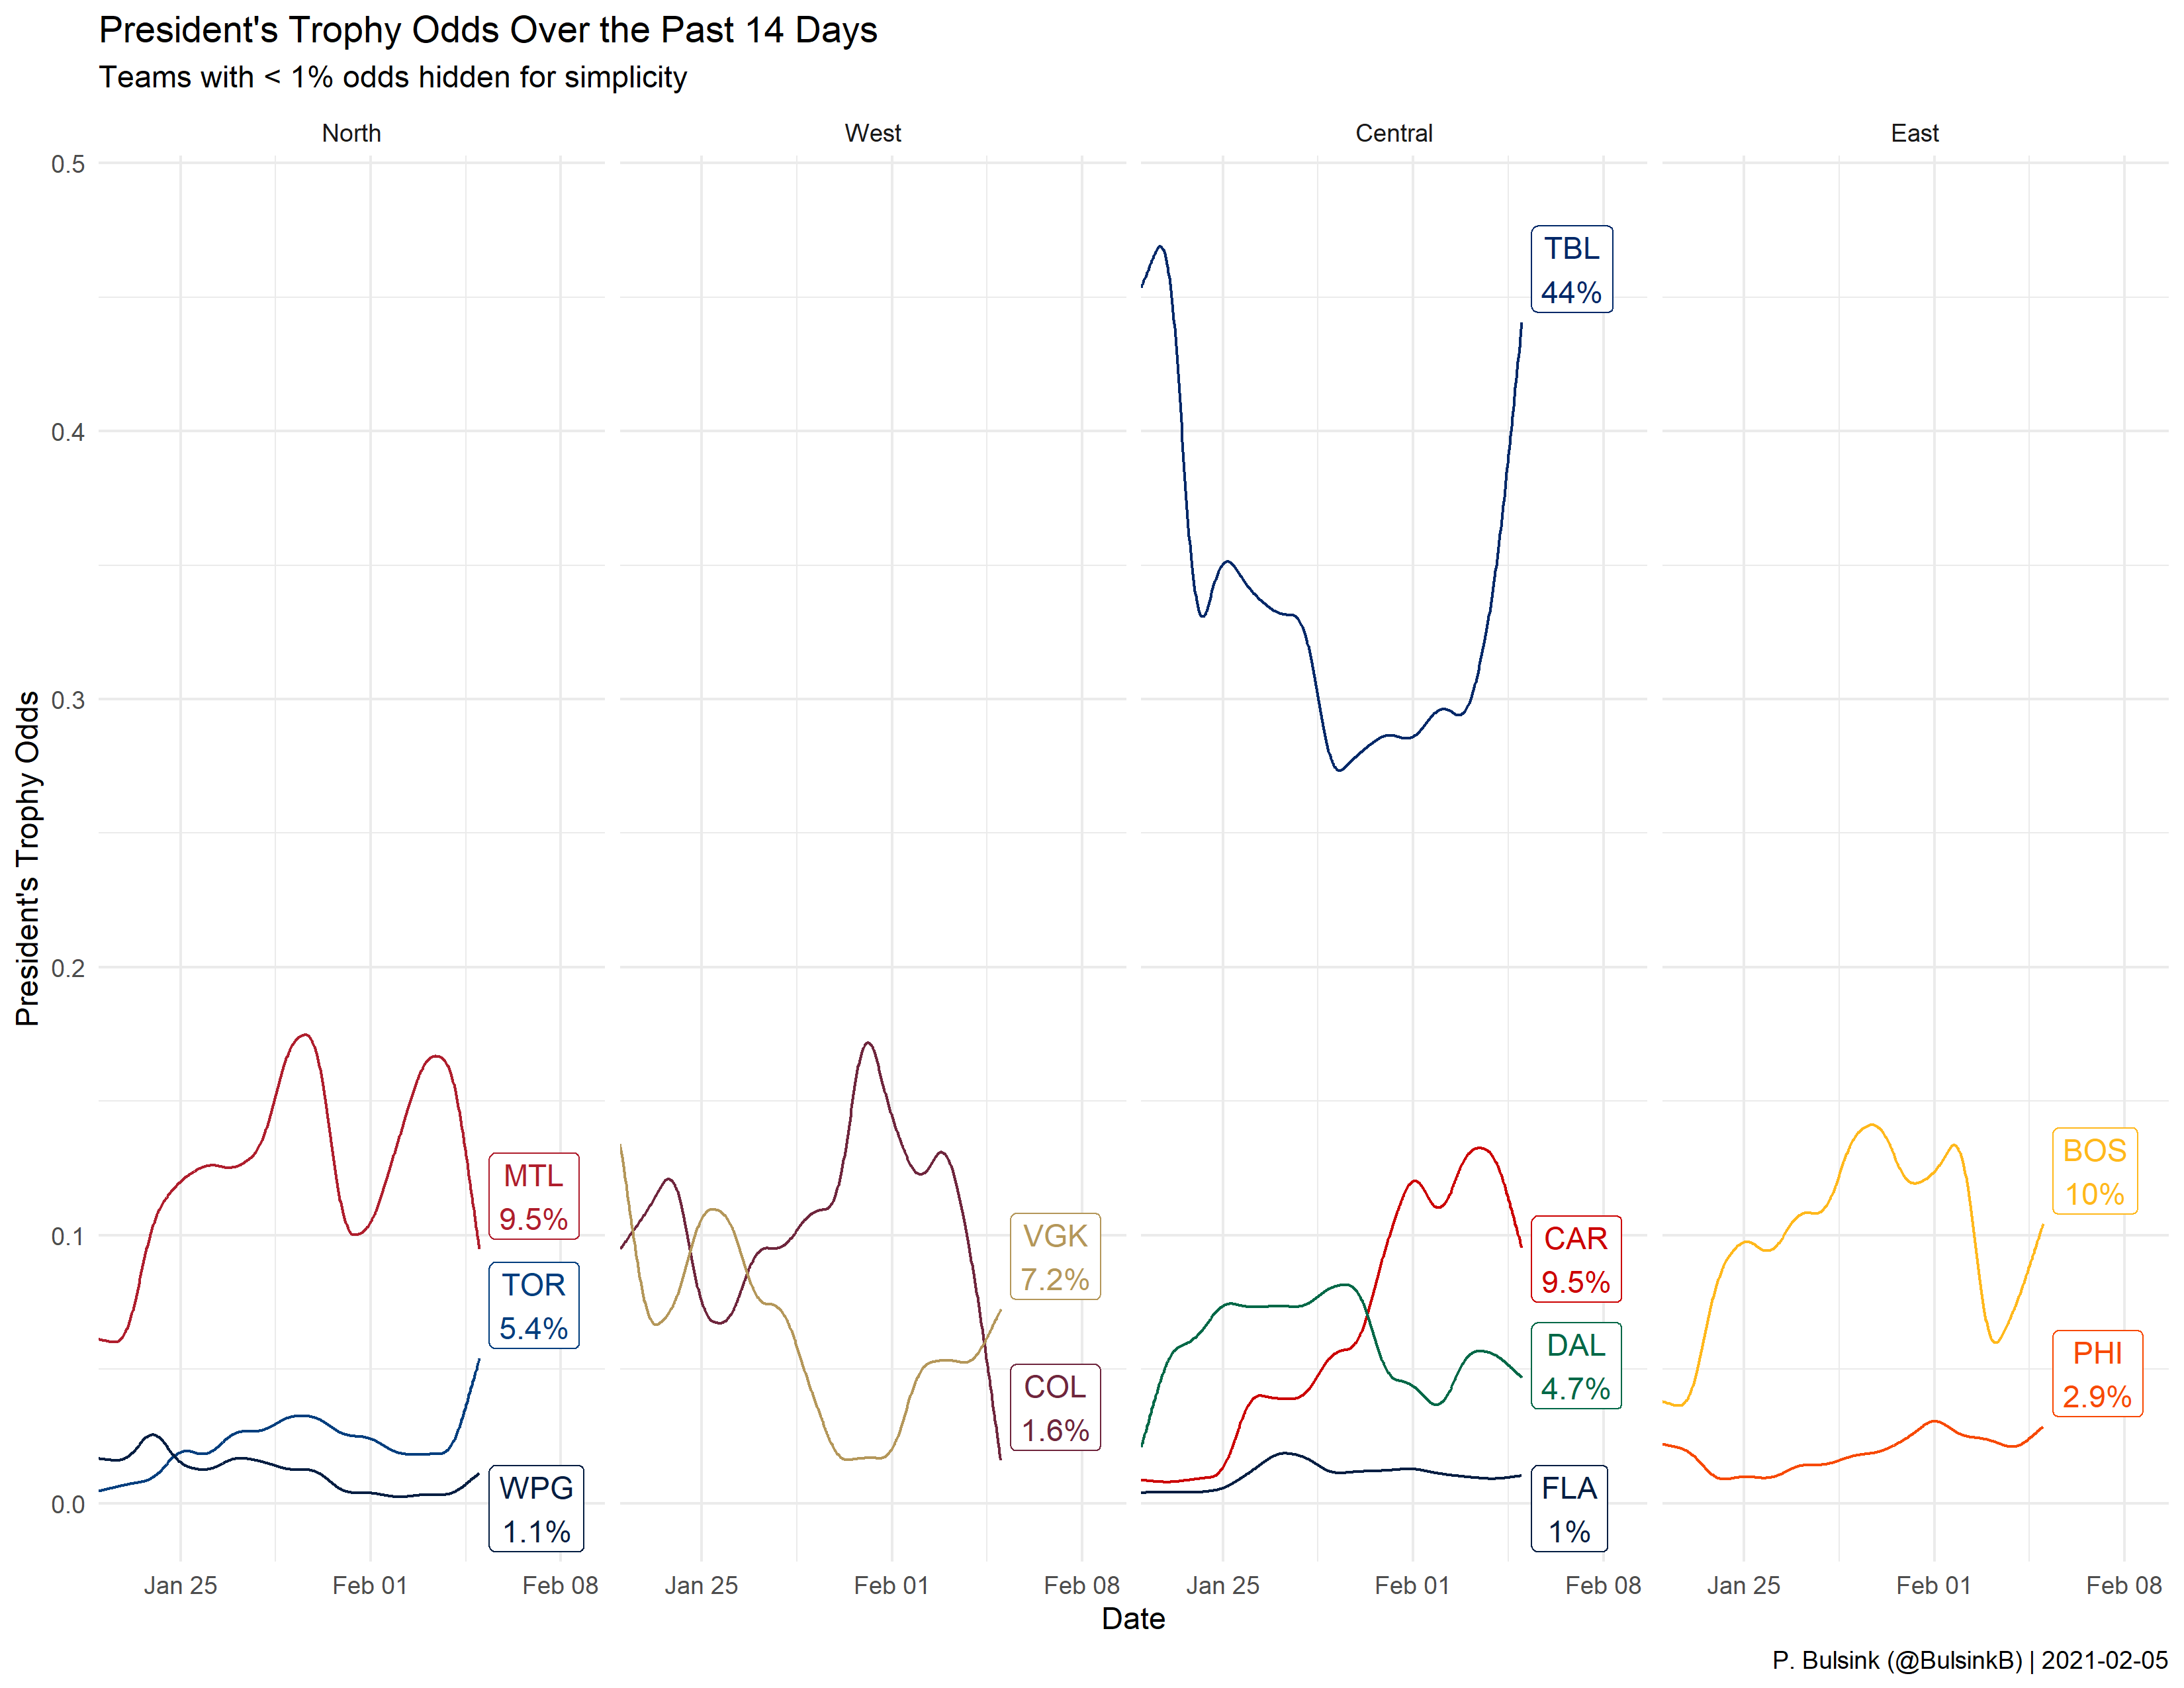 President's Trophy Odds Over the Past 14 Days
Teams with < 1% odds hidden for simplicity
North
West
Central
East
0.5
0.4
0.3
0.2
0.1
0.0
President's Trophy Odds
MTL
9.5%
TOR
5.4%
WPG
1.1%
VGK
7.2%
COL
1.6%
TBL
44%
CAR
9.5%
DAL
4.7%
FLA
1%
BOS
10%
PHI
2.9%
Jan 25
Feb 01
Feb 08
Jan 25
Feb 01
Feb 08
Jan 25
Feb 01
Feb 08
Jan 25
Feb 01
Feb 08
Date
P. Bulsink (@BulsinkB) | 2021-02-05